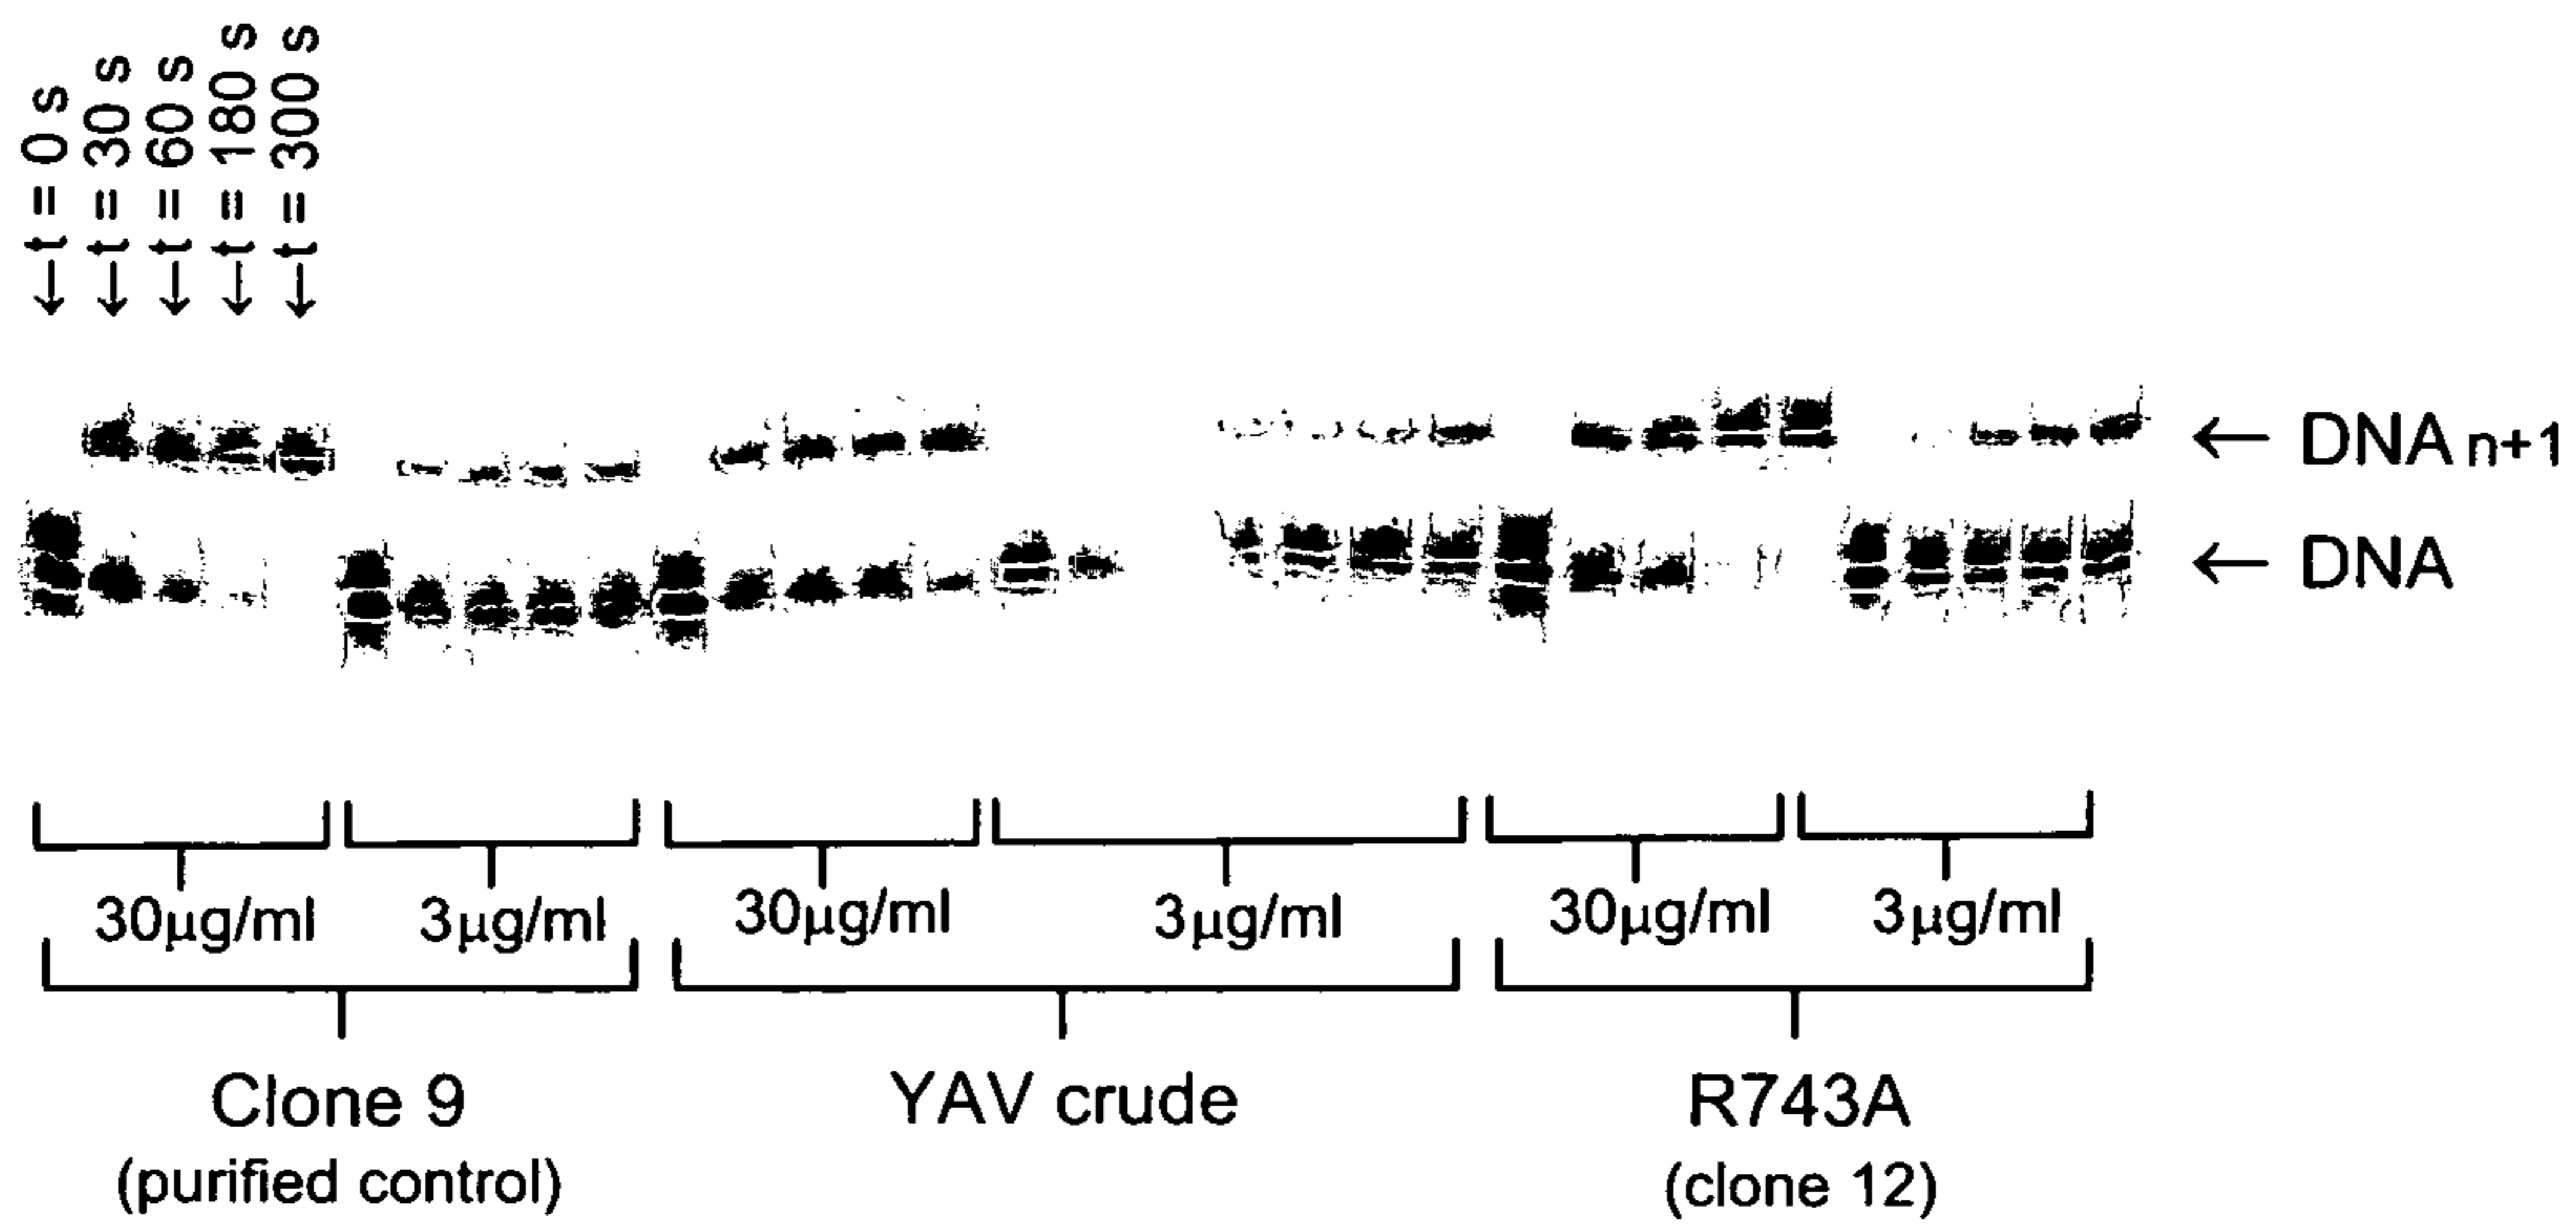 ←t = 0 s
←t = 30 s
←t = 60 s
←t = 180 s
←t = 300 s
← DNA n+1
← DNA
30µg/ml 3µg/ml 30µg/ml 3µg/ml 30µg/ml 3µg/ml
Clone 9 YAV crude R743A
(purified control) (clone 12)